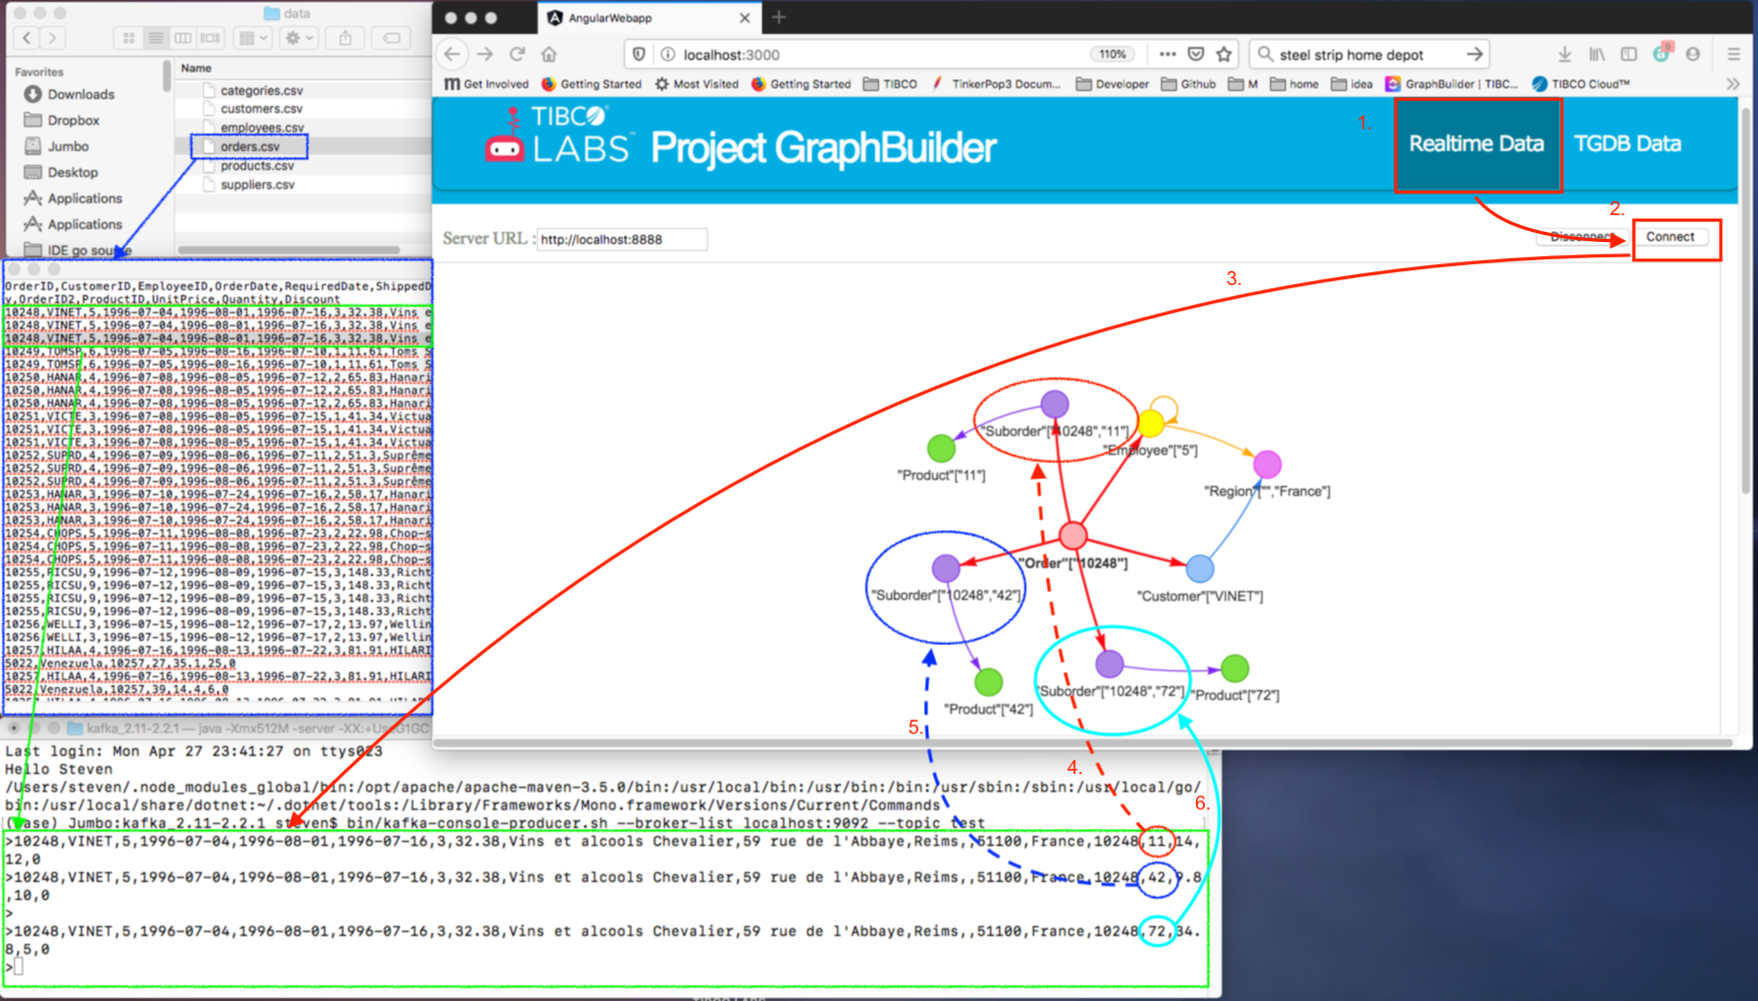 data
Favorites
Downloads
Dropbox
Jumbo
Desktop
Applications
Applications
IDE go source
Name
categories.csv
customers.csv
employees.csv
orders.csv
products.csv
suppliers.csv
AngularWebapp
localhost:3000
110%
steel strip home depot
Get Involved
Getting Started
Most Visited
Getting Started
TIBCO
TinkerPop3 Docum...
Developer
Github
M
home
idea
GraphBuilder | TIBC...
TIBCO Cloud™
TIBCO
LABS™ Project GraphBuilder
1.
Realtime Data
TGDB Data
2.
Server URL : http://localhost:8888
Disconnect
Connect
3.
OrderID,CustomerID,EmployeeID,OrderDate,RequiredDate,ShippedD
y,OrderID2,ProductID,UnitPrice,Quantity,Discount
10248,VINET,5,1996-07-04,1996-08-01,1996-07-16,3,32.38,Vins e
10248,VINET,5,1996-07-04,1996-08-01,1996-07-16,3,32.38,Vins e
10248,VINET,5,1996-07-04,1996-08-01,1996-07-16,3,32.38,Vins e
10249,TOMSP,6,1996-07-05,1996-08-16,1996-07-10,1,11.61,Toms S
10249,TOMSP,6,1996-07-05,1996-08-16,1996-07-10,1,11.61,Toms S
10250,HANAR,4,1996-07-08,1996-08-05,1996-07-12,2,65.83,Hanari
10250,HANAR,4,1996-07-08,1996-08-05,1996-07-12,2,65.83,Hanari
10250,HANAR,4,1996-07-08,1996-08-05,1996-07-12,2,65.83,Hanari
10251,VICTE,3,1996-07-08,1996-08-05,1996-07-15,1,41.34,Victua
10251,VICTE,3,1996-07-08,1996-08-05,1996-07-15,1,41.34,Victua
10251,VICTE,3,1996-07-08,1996-08-05,1996-07-15,1,41.34,Victua
10252,SUPRD,4,1996-07-09,1996-08-06,1996-07-11,2,51.3,Suprême
10252,SUPRD,4,1996-07-09,1996-08-06,1996-07-11,2,51.3,Suprême
10252,SUPRD,4,1996-07-09,1996-08-06,1996-07-11,2,51.3,Suprême
10253,HANAR,3,1996-07-10,1996-07-24,1996-07-16,2,58.17,Hanari
10253,HANAR,3,1996-07-10,1996-07-24,1996-07-16,2,58.17,Hanari
10253,HANAR,3,1996-07-10,1996-07-24,1996-07-16,2,58.17,Hanari
10254,CHOPS,5,1996-07-11,1996-08-08,1996-07-23,2,22.98,Chop-s
10254,CHOPS,5,1996-07-11,1996-08-08,1996-07-23,2,22.98,Chop-s
10254,CHOPS,5,1996-07-11,1996-08-08,1996-07-23,2,22.98,Chop-s
10255,RICSU,9,1996-07-12,1996-08-09,1996-07-15,3,148.33,Richt
10255,RICSU,9,1996-07-12,1996-08-09,1996-07-15,3,148.33,Richt
10255,RICSU,9,1996-07-12,1996-08-09,1996-07-15,3,148.33,Richt
10255,RICSU,9,1996-07-12,1996-08-09,1996-07-15,3,148.33,Richt
10256,WELLI,3,1996-07-15,1996-08-12,1996-07-17,2,13.97,Wellin
10256,WELLI,3,1996-07-15,1996-08-12,1996-07-17,2,13.97,Wellin
10257,HILAA,4,1996-07-16,1996-08-13,1996-07-22,3,81.91,HILARI
5022,Venezuela,10257,27,35.1,25,0
10257,HILAA,4,1996-07-16,1996-08-13,1996-07-22,3,81.91,HILARI
5022,Venezuela,10257,39,14.4,6,0
"Suborder"["10248","11"]
"Employee"["5"]
"Product"["11"]
"Region"["","France"]
"Order"["10248"]
"Suborder"["10248","42"]
"Customer"["VINET"]
"Suborder"["10248","72"]
"Product"["72"]
"Product"["42"]
5.
4.
6.
kafka_2.11-2.2.1 — java -Xmx512M -server -XX:+UseG1GC
Last login: Mon Apr 27 23:41:27 on ttys023
Hello Steven
/Users/steven/.node_modules_global/bin:/opt/apache/apache-maven-3.5.0/bin:/usr/local/bin:/usr/bin:/bin:/usr/sbin:/sbin:/usr/local/go/
bin:/usr/local/share/dotnet:~/.dotnet/tools:/Library/Frameworks/Mono.framework/Versions/Current/Commands
(base) Jumbo:kafka_2.11-2.2.1 steven$ bin/kafka-console-producer.sh --broker-list localhost:9092 --topic test
>10248,VINET,5,1996-07-04,1996-08-01,1996-07-16,3,32.38,Vins et alcools Chevalier,59 rue de l'Abbaye,Reims,,51100,France,10248,11,14,
12,0
>10248,VINET,5,1996-07-04,1996-08-01,1996-07-16,3,32.38,Vins et alcools Chevalier,59 rue de l'Abbaye,Reims,,51100,France,10248,42,9.8
,10,0
>
>10248,VINET,5,1996-07-04,1996-08-01,1996-07-16,3,32.38,Vins et alcools Chevalier,59 rue de l'Abbaye,Reims,,51100,France,10248,72,34.
8,5,0
>